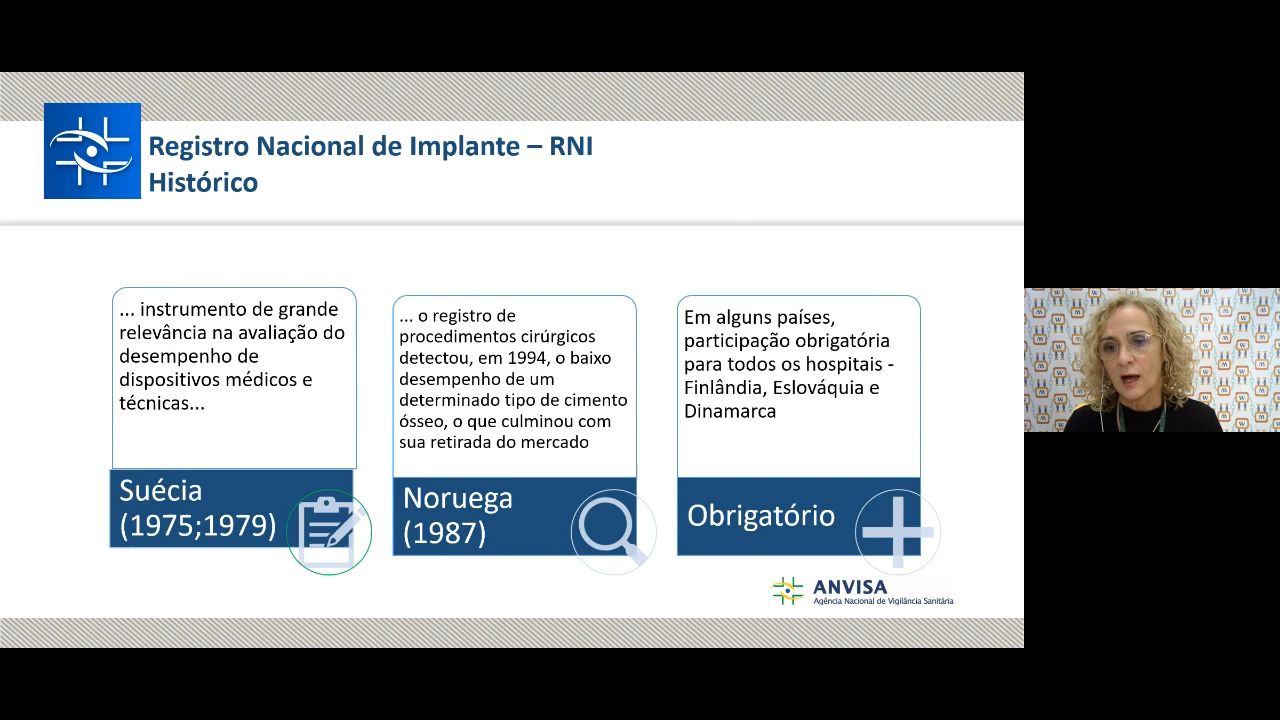 Registro Nacional de Implante – RNI
Histórico
... instrumento de grande
relevância na avaliação do
desempenho de
dispositivos médicos e
técnicas...
Suécia
(1975;1979)
... o registro de
procedimentos cirúrgicos
detectou, em 1994, o baixo
desempenho de um
determinado tipo de cimento
ósseo, o que culminou com
sua retirada do mercado
Noruega
(1987)
Em alguns países,
participação obrigatória
para todos os hospitais -
Finlândia, Eslováquia e
Dinamarca
Obrigatório
ANVISA
Agência Nacional de Vigilância Sanitária